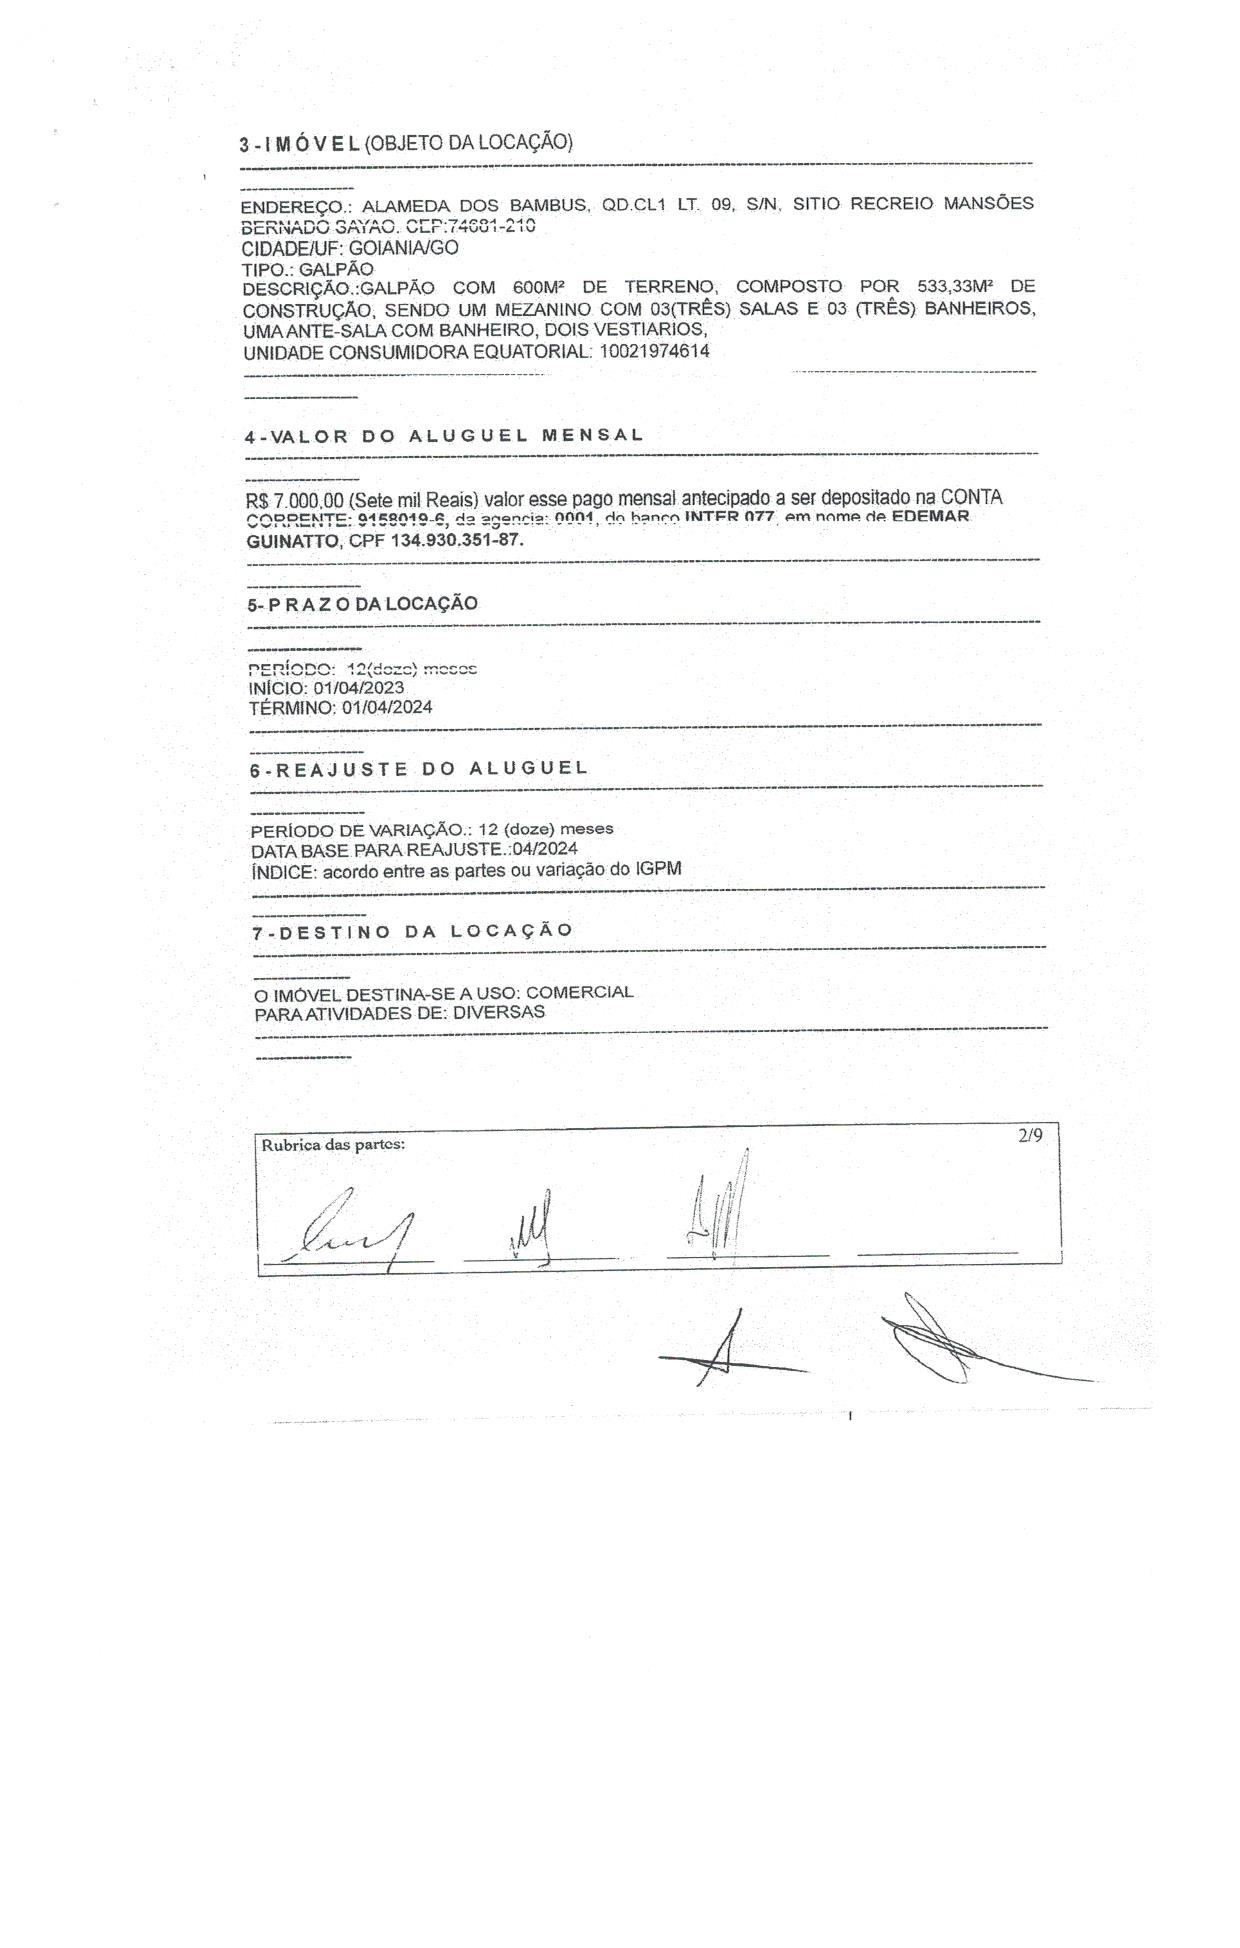 3-IMÓVEL (OBJETO DA LOCAÇÃO)
ENDEREÇO.: ALAMEDA DOS BAMBUS, QD.CL1 LT. 09, S/N, SITIO RECREIO MANSÕES
BERNADO SAYAO. CEP:74681-210
CIDADE/UF: GOIANIA/GO
TIPO.: GALPÃO
DESCRIÇÃO.:GALPÃO COM 600M² DE TERRENO, COMPOSTO POR 533,33M² DE
CONSTRUÇÃO, SENDO UM MEZANINO COM 03(TRÊS) SALAS E 03 (TRÊS) BANHEIROS,
UMA ANTE-SALA COM BANHEIRO, DOIS VESTIARIOS,
UNIDADE CONSUMIDORA EQUATORIAL: 10021974614
4-VALOR DO ALUGUEL MENSAL
R$ 7.000,00 (Sete mil Reais) valor esse pago mensal antecipado a ser depositado na CONTA
CORRENTE: 9158019-6, da agencia: 0001, do banco INTER 077, em nome de EDEMAR
GUINATTO, CPF 134.930.351-87.
5-PRAZO DA LOCAÇÃO
PERÍODO: 12(doze) meses
INÍCIO: 01/04/2023
TÉRMINO: 01/04/2024
6-REAJUSTE DO ALUGUEL
PERÍODO DE VARIAÇÃO.: 12 (doze) meses
DATA BASE PARA REAJUSTE.:04/2024
ÍNDICE: acordo entre as partes ou variação do IGPM
7-DESTINO DA LOCAÇÃO
O IMÓVEL DESTINA-SE A USO: COMERCIAL
PARA ATIVIDADES DE: DIVERSAS
Rubrica das partes: 2/9